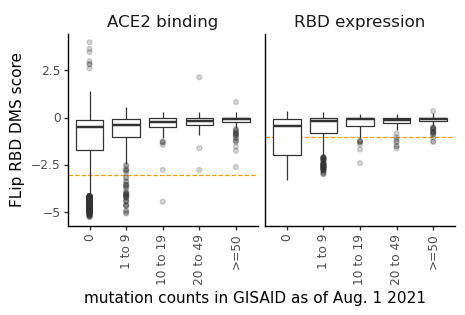 ACE2 binding
RBD expression
FLip RBD DMS score
2.5
0
−2.5
−5
0
1 to 9
10 to 19
20 to 49
>=50
0
1 to 9
10 to 19
20 to 49
>=50
mutation counts in GISAID as of Aug. 1 2021